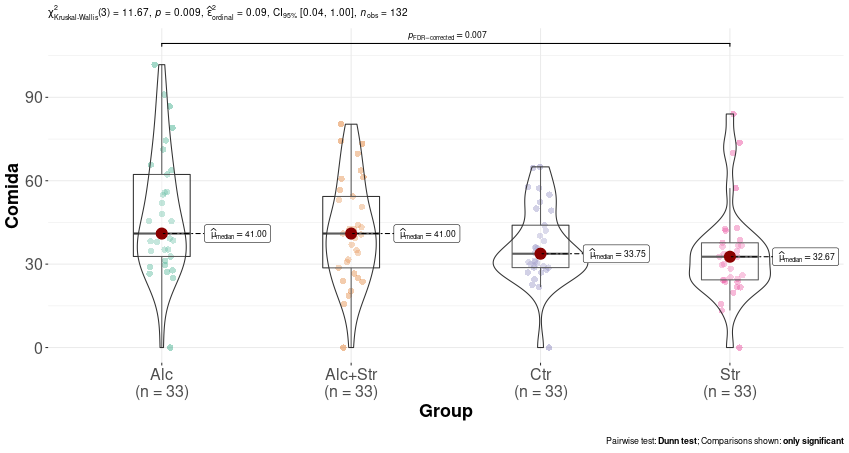 χ²Kruskal-Wallis(3) = 11.67, p = 0.009, ε̂²ordinal = 0.09, CI95% [0.04, 1.00], nobs = 132
pFDR−corrected = 0.007
90
60
30
0
Comida
μ̂median = 41.00
μ̂median = 41.00
μ̂median = 33.75
μ̂median = 32.67
Alc
(n = 33)
Alc+Str
(n = 33)
Ctr
(n = 33)
Str
(n = 33)
Group
Pairwise test: Dunn test; Comparisons shown: only significant